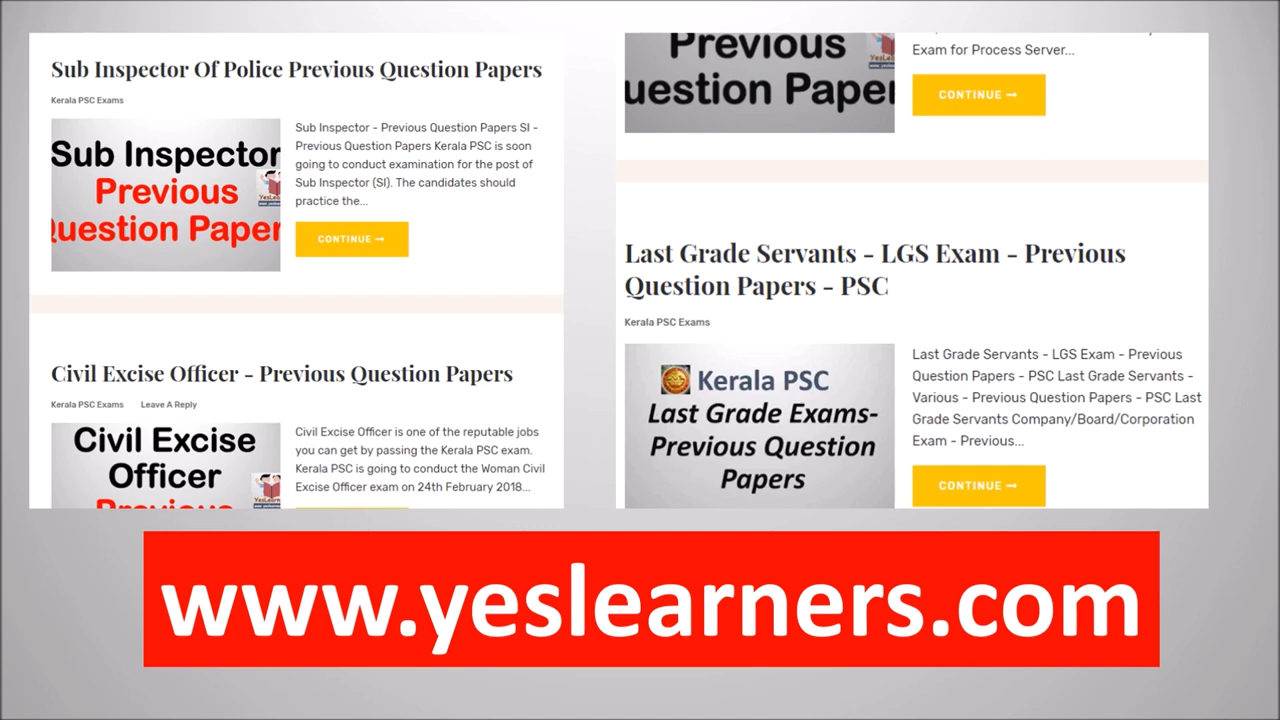 Sub Inspector Of Police Previous Question Papers
Kerala PSC Exams
Sub Inspector
Previous
Question Paper
Sub Inspector - Previous Question Papers SI -
Previous Question Papers Kerala PSC is soon
going to conduct examination for the post of
Sub Inspector (SI). The candidates should
practice the...
CONTINUE →
Civil Excise Officer - Previous Question Papers
Kerala PSC Exams Leave A Reply
Civil Excise
Officer
Previous
YesLearn
Civil Excise Officer is one of the reputable jobs
you can get by passing the Kerala PSC exam.
Kerala PSC is going to conduct the Woman Civil
Excise Officer exam on 24th February 2018...
Previous
uestion Paper
Exam for Process Server...
CONTINUE →
Last Grade Servants - LGS Exam - Previous
Question Papers - PSC
Kerala PSC Exams
Kerala PSC
Last Grade Exams-
Previous Question
Papers
Last Grade Servants - LGS Exam - Previous
Question Papers - PSC Last Grade Servants -
Various - Previous Question Papers - PSC Last
Grade Servants Company/Board/Corporation
Exam - Previous...
CONTINUE →
www.yeslearners.com